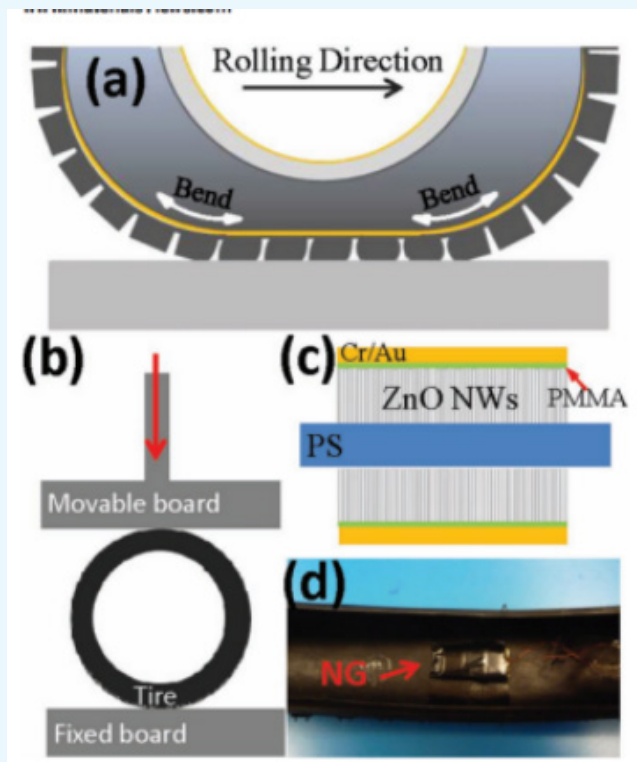 (a)
Rolling Direction
Bend
Bend
(b)
Movable board
Tire
Fixed board
(c)
Cr/Au
ZnO NWs
PMMA
PS
(d)
NG